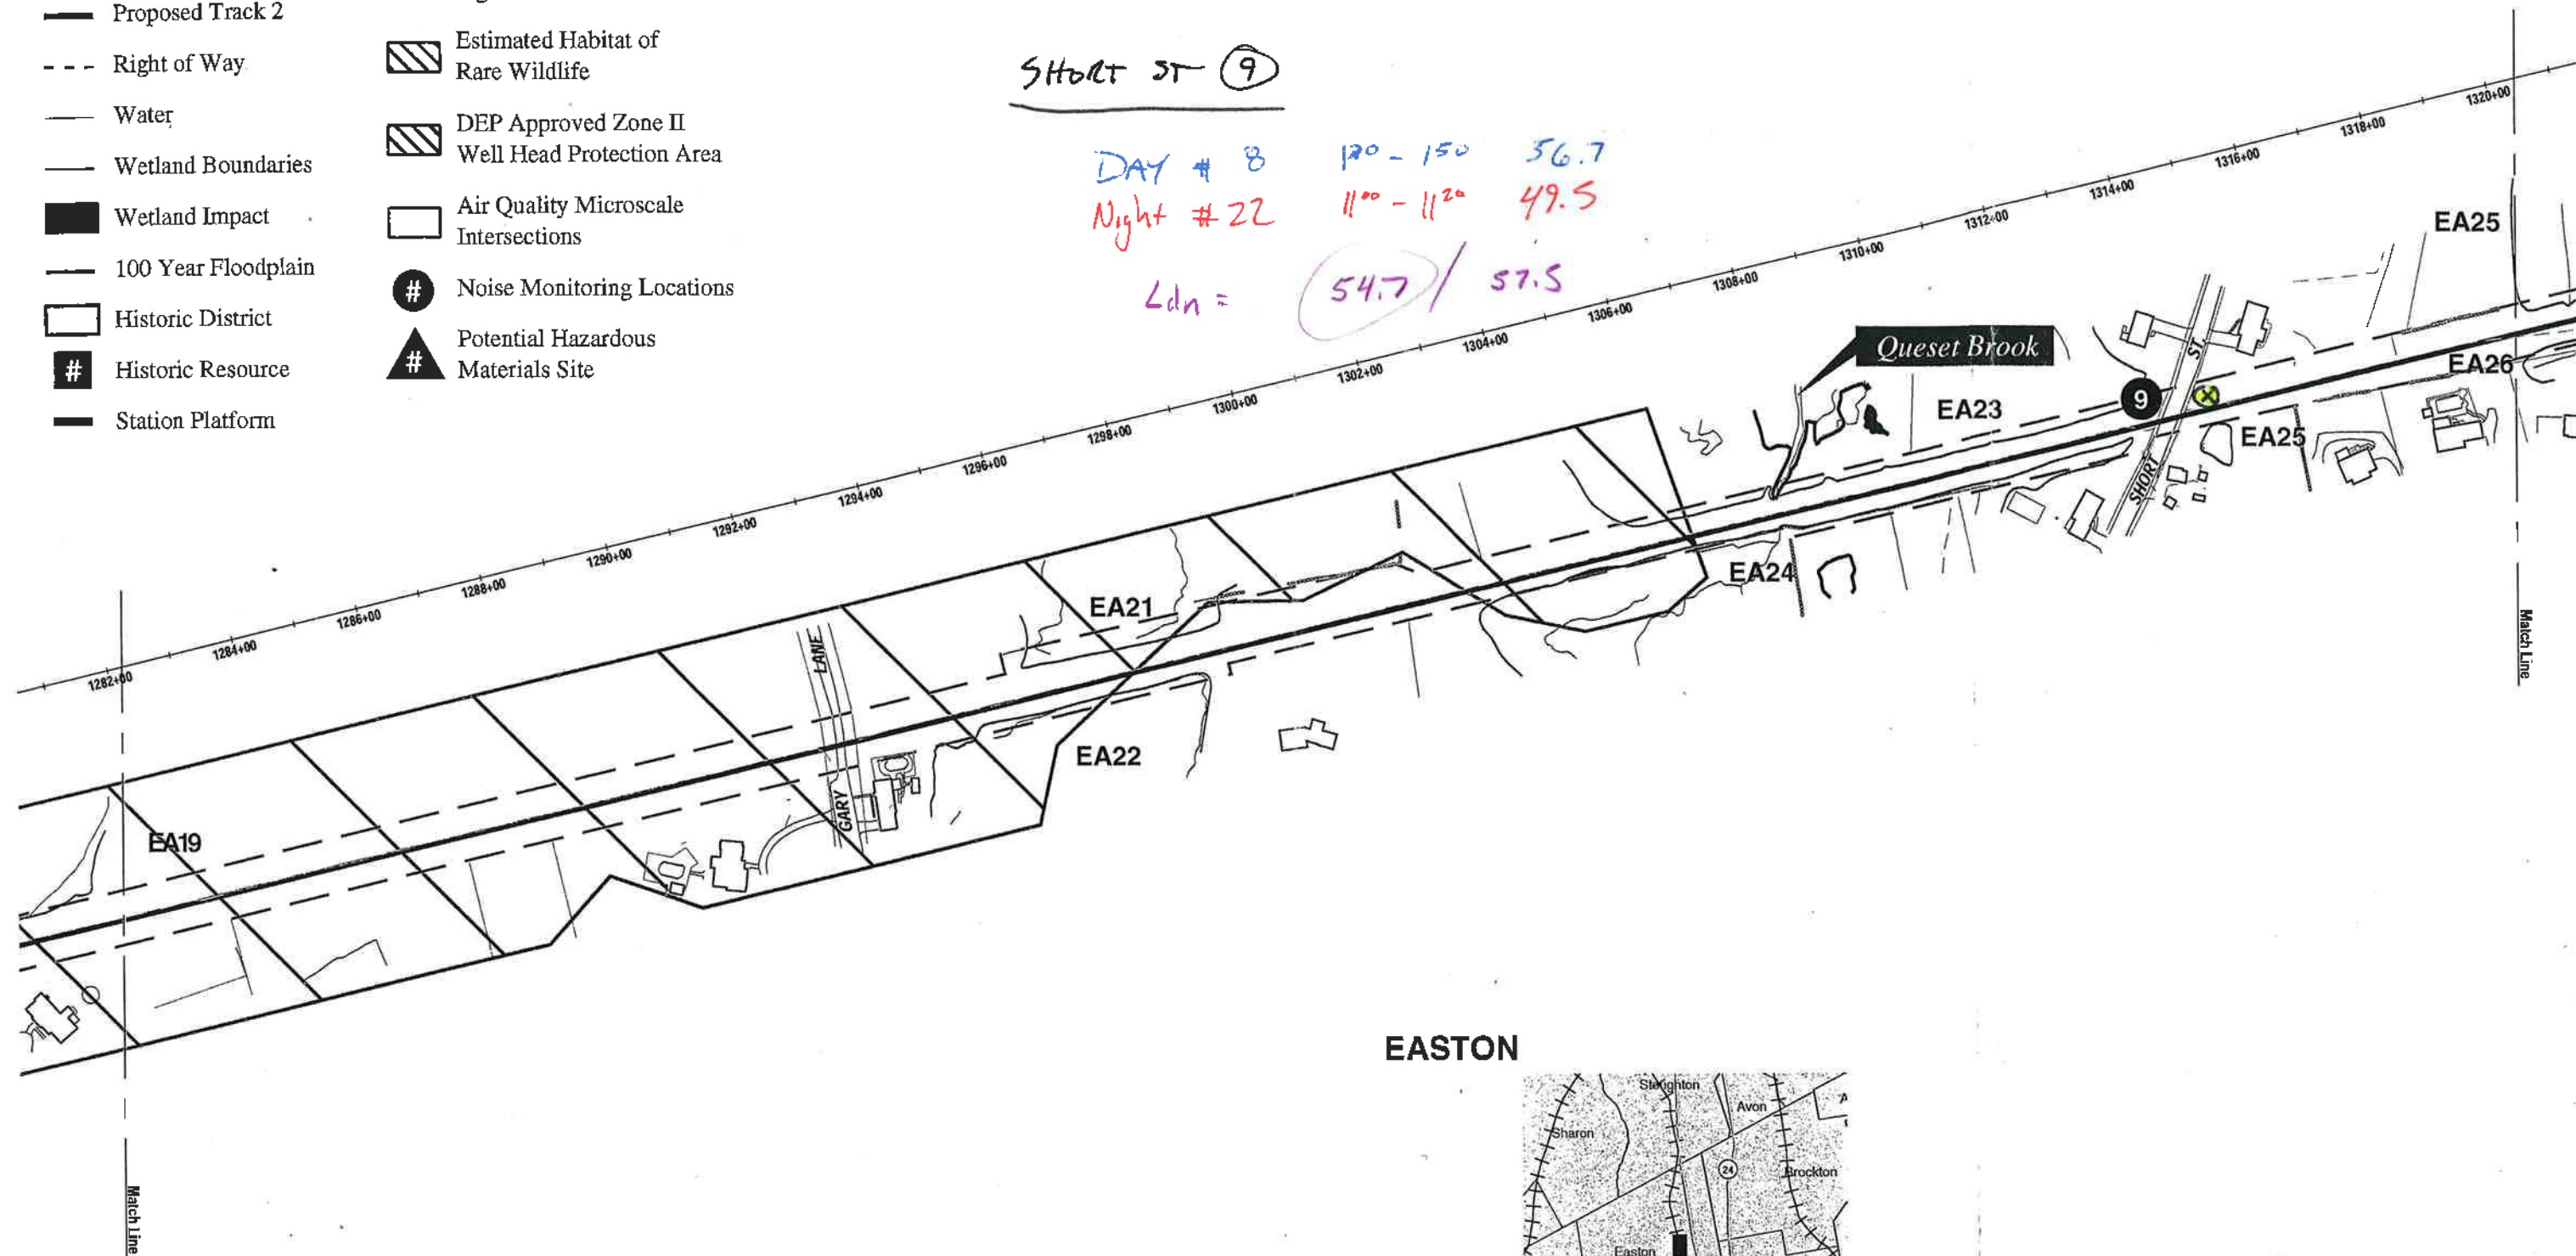 Proposed Track 2
Right of Way
Water
Wetland Boundaries
Wetland Impact
100 Year Floodplain
Historic District
# Historic Resource
Station Platform
Estimated Habitat of
Rare Wildlife
DEP Approved Zone II
Well Head Protection Area
Air Quality Microscale
Intersections
# Noise Monitoring Locations
# Potential Hazardous
Materials Site
SHORT ST 9
DAY # 8 130 - 150 56.7
Night # 22 1100 - 1120 49.5
Ldn = 54.7 / 57.5
1282+00
1284+00
1286+00
1288+00
1290+00
1292+00
1294+00
1296+00
1298+00
1300+00
1302+00
1304+00
1306+00
1308+00
1310+00
1312+00
1314+00
1316+00
1318+00
1320+00
Queset Brook
EA25
EA26
9
ST.
EA23
EA25
SHORT
EA24
EA21
LANE
EA22
GARY
EA19
Match Line
Match Line
EASTON
Stoughton
Avon
A
Sharon
24
Brockton
Easton